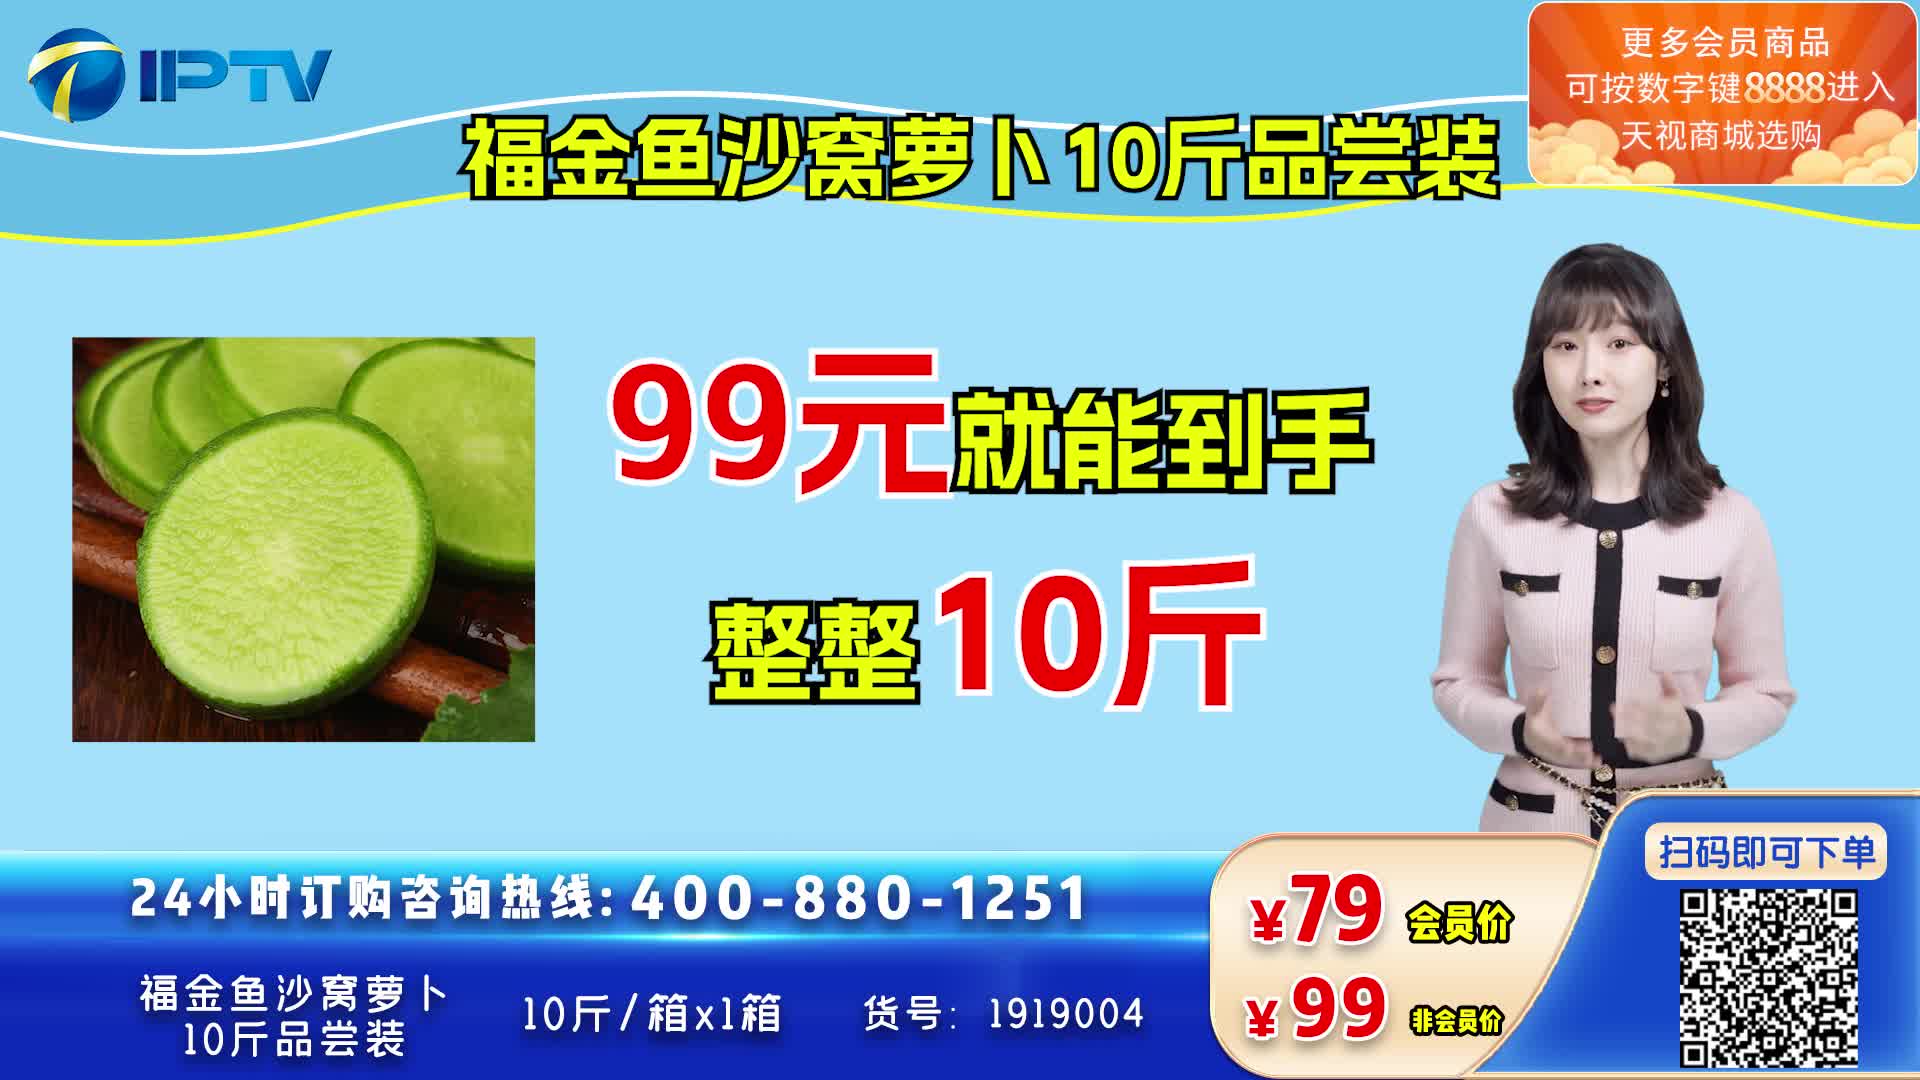 IPTV
更多会员商品
可按数字键8888进入
天视商城选购
福金鱼沙窝萝卜10斤品尝装
99元就能到手
整整10斤
24小时订购咨询热线:400-880-1251
福金鱼沙窝萝卜
10斤品尝装
10斤/箱x1箱
货号: 1919004
¥79 会员价
¥99 非会员价
扫码即可下单